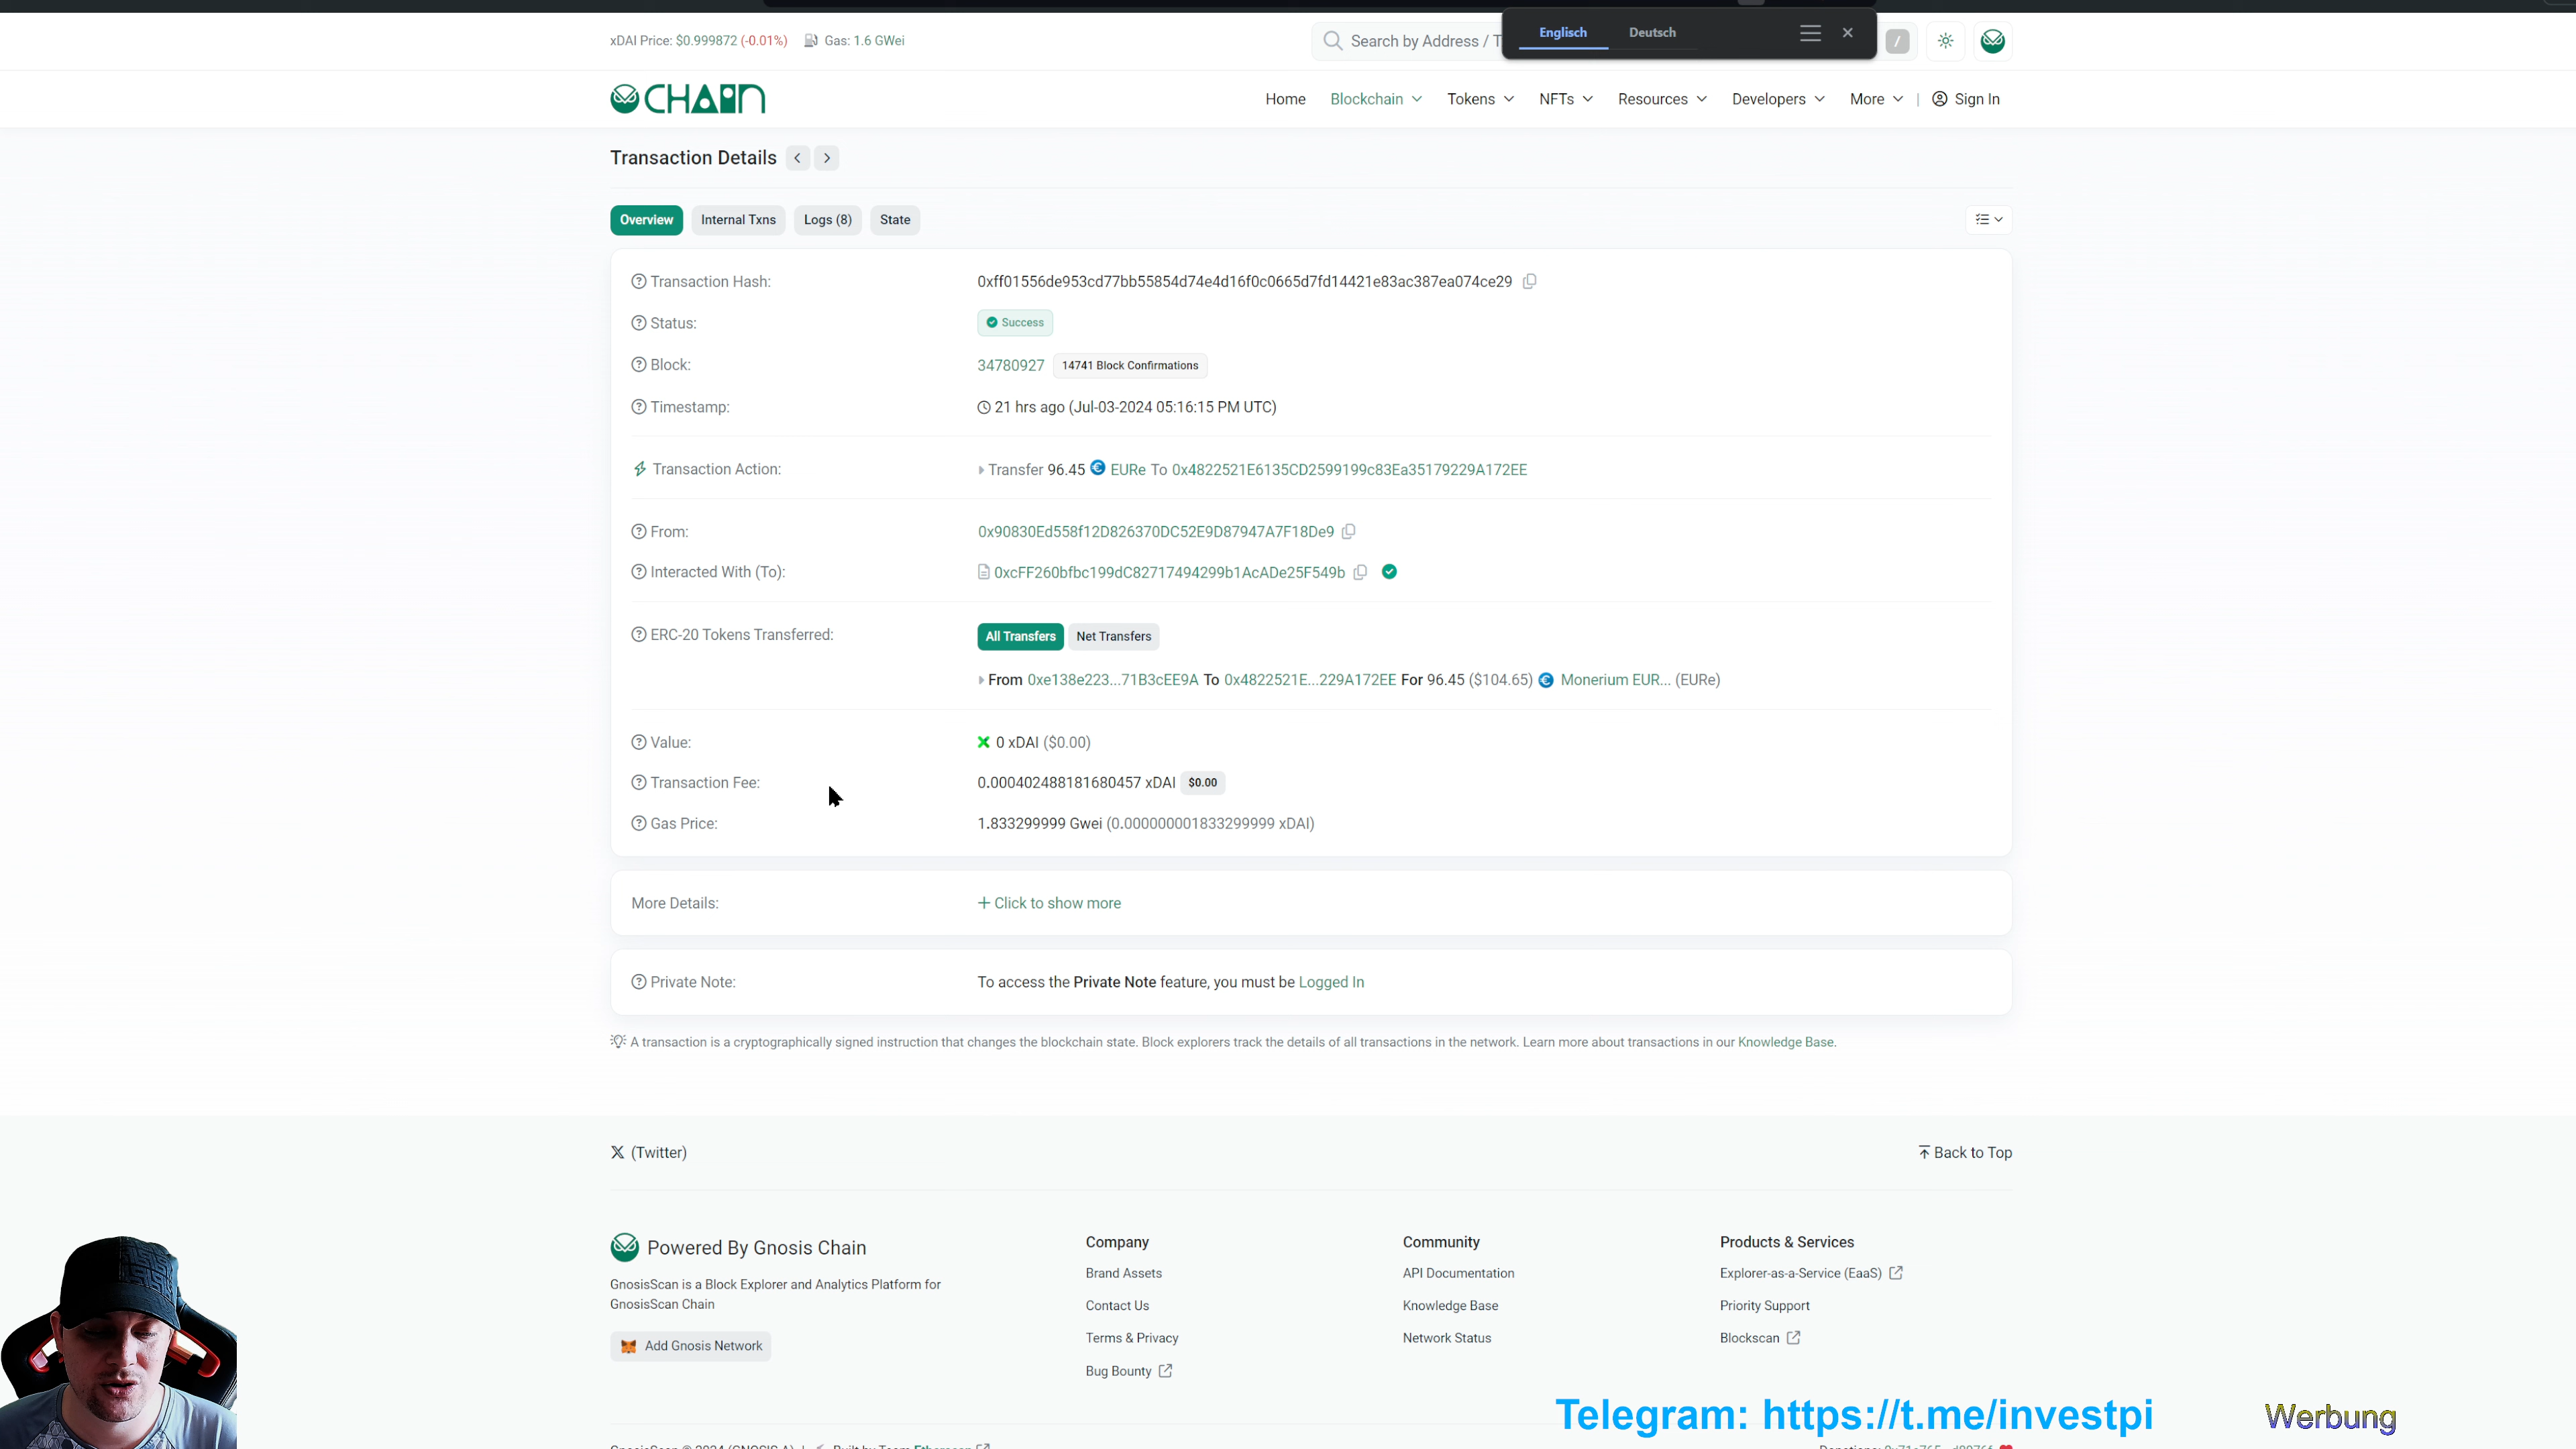 xDAI Price: $0.999872 (-0.01%) Gas: 1.6 GWei
Search by Address / T
Englisch Deutsch
/
CHAIN
Home Blockchain Tokens NFTs Resources Developers More | Sign In
Transaction Details
Overview Internal Txns Logs (8) State
Transaction Hash: 0xff01556de953cd77bb55854d74e4d16f0c0665d7fd14421e83ac387ea074ce29
Status: Success
Block: 34780927 14741 Block Confirmations
Timestamp: 21 hrs ago (Jul-03-2024 05:16:15 PM UTC)
Transaction Action: Transfer 96.45 EURe To 0x4822521E6135CD2599199c83Ea35179229A172EE
From: 0x90830Ed558f12D826370DC52E9D87947A7F18De9
Interacted With (To): 0xcFF260bfbc199dC82717494299b1AcADe25F549b
ERC-20 Tokens Transferred: All Transfers Net Transfers
From 0xe138e223...71B3cEE9A To 0x4822521E...229A172EE For 96.45 ($104.65) Monerium EUR... (EURe)
Value: 0 xDAI ($0.00)
Transaction Fee: 0.000402488181680457 xDAI $0.00
Gas Price: 1.833299999 Gwei (0.000000001833299999 xDAI)
More Details: + Click to show more
Private Note: To access the Private Note feature, you must be Logged In
A transaction is a cryptographically signed instruction that changes the blockchain state. Block explorers track the details of all transactions in the network. Learn more about transactions in our Knowledge Base.
X (Twitter) Back to Top
Powered By Gnosis Chain
GnosisScan is a Block Explorer and Analytics Platform for
GnosisScan Chain
Add Gnosis Network
Company
Brand Assets
Contact Us
Terms & Privacy
Bug Bounty
Community
API Documentation
Knowledge Base
Network Status
Products & Services
Explorer-as-a-Service (EaaS)
Priority Support
Blockscan
Telegram: https://t.me/investpi
Werbung